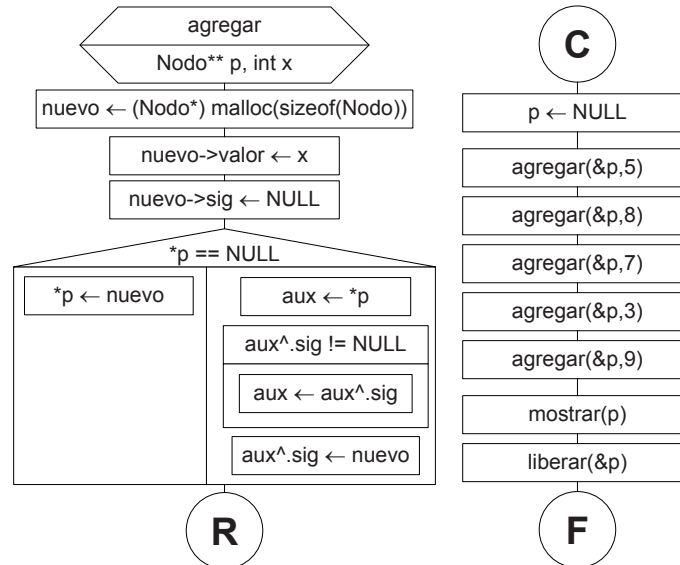 agregar
Nodo** p, int x
nuevo ← (Nodo*) malloc(sizeof(Nodo))
nuevo->valor ← x
nuevo->sig ← NULL
*p == NULL
*p ← nuevo
aux ← *p
aux^.sig != NULL
aux ← aux^.sig
aux^.sig ← nuevo
R
C
p ← NULL
agregar(&p,5)
agregar(&p,8)
agregar(&p,7)
agregar(&p,3)
agregar(&p,9)
mostrar(p)
liberar(&p)
F